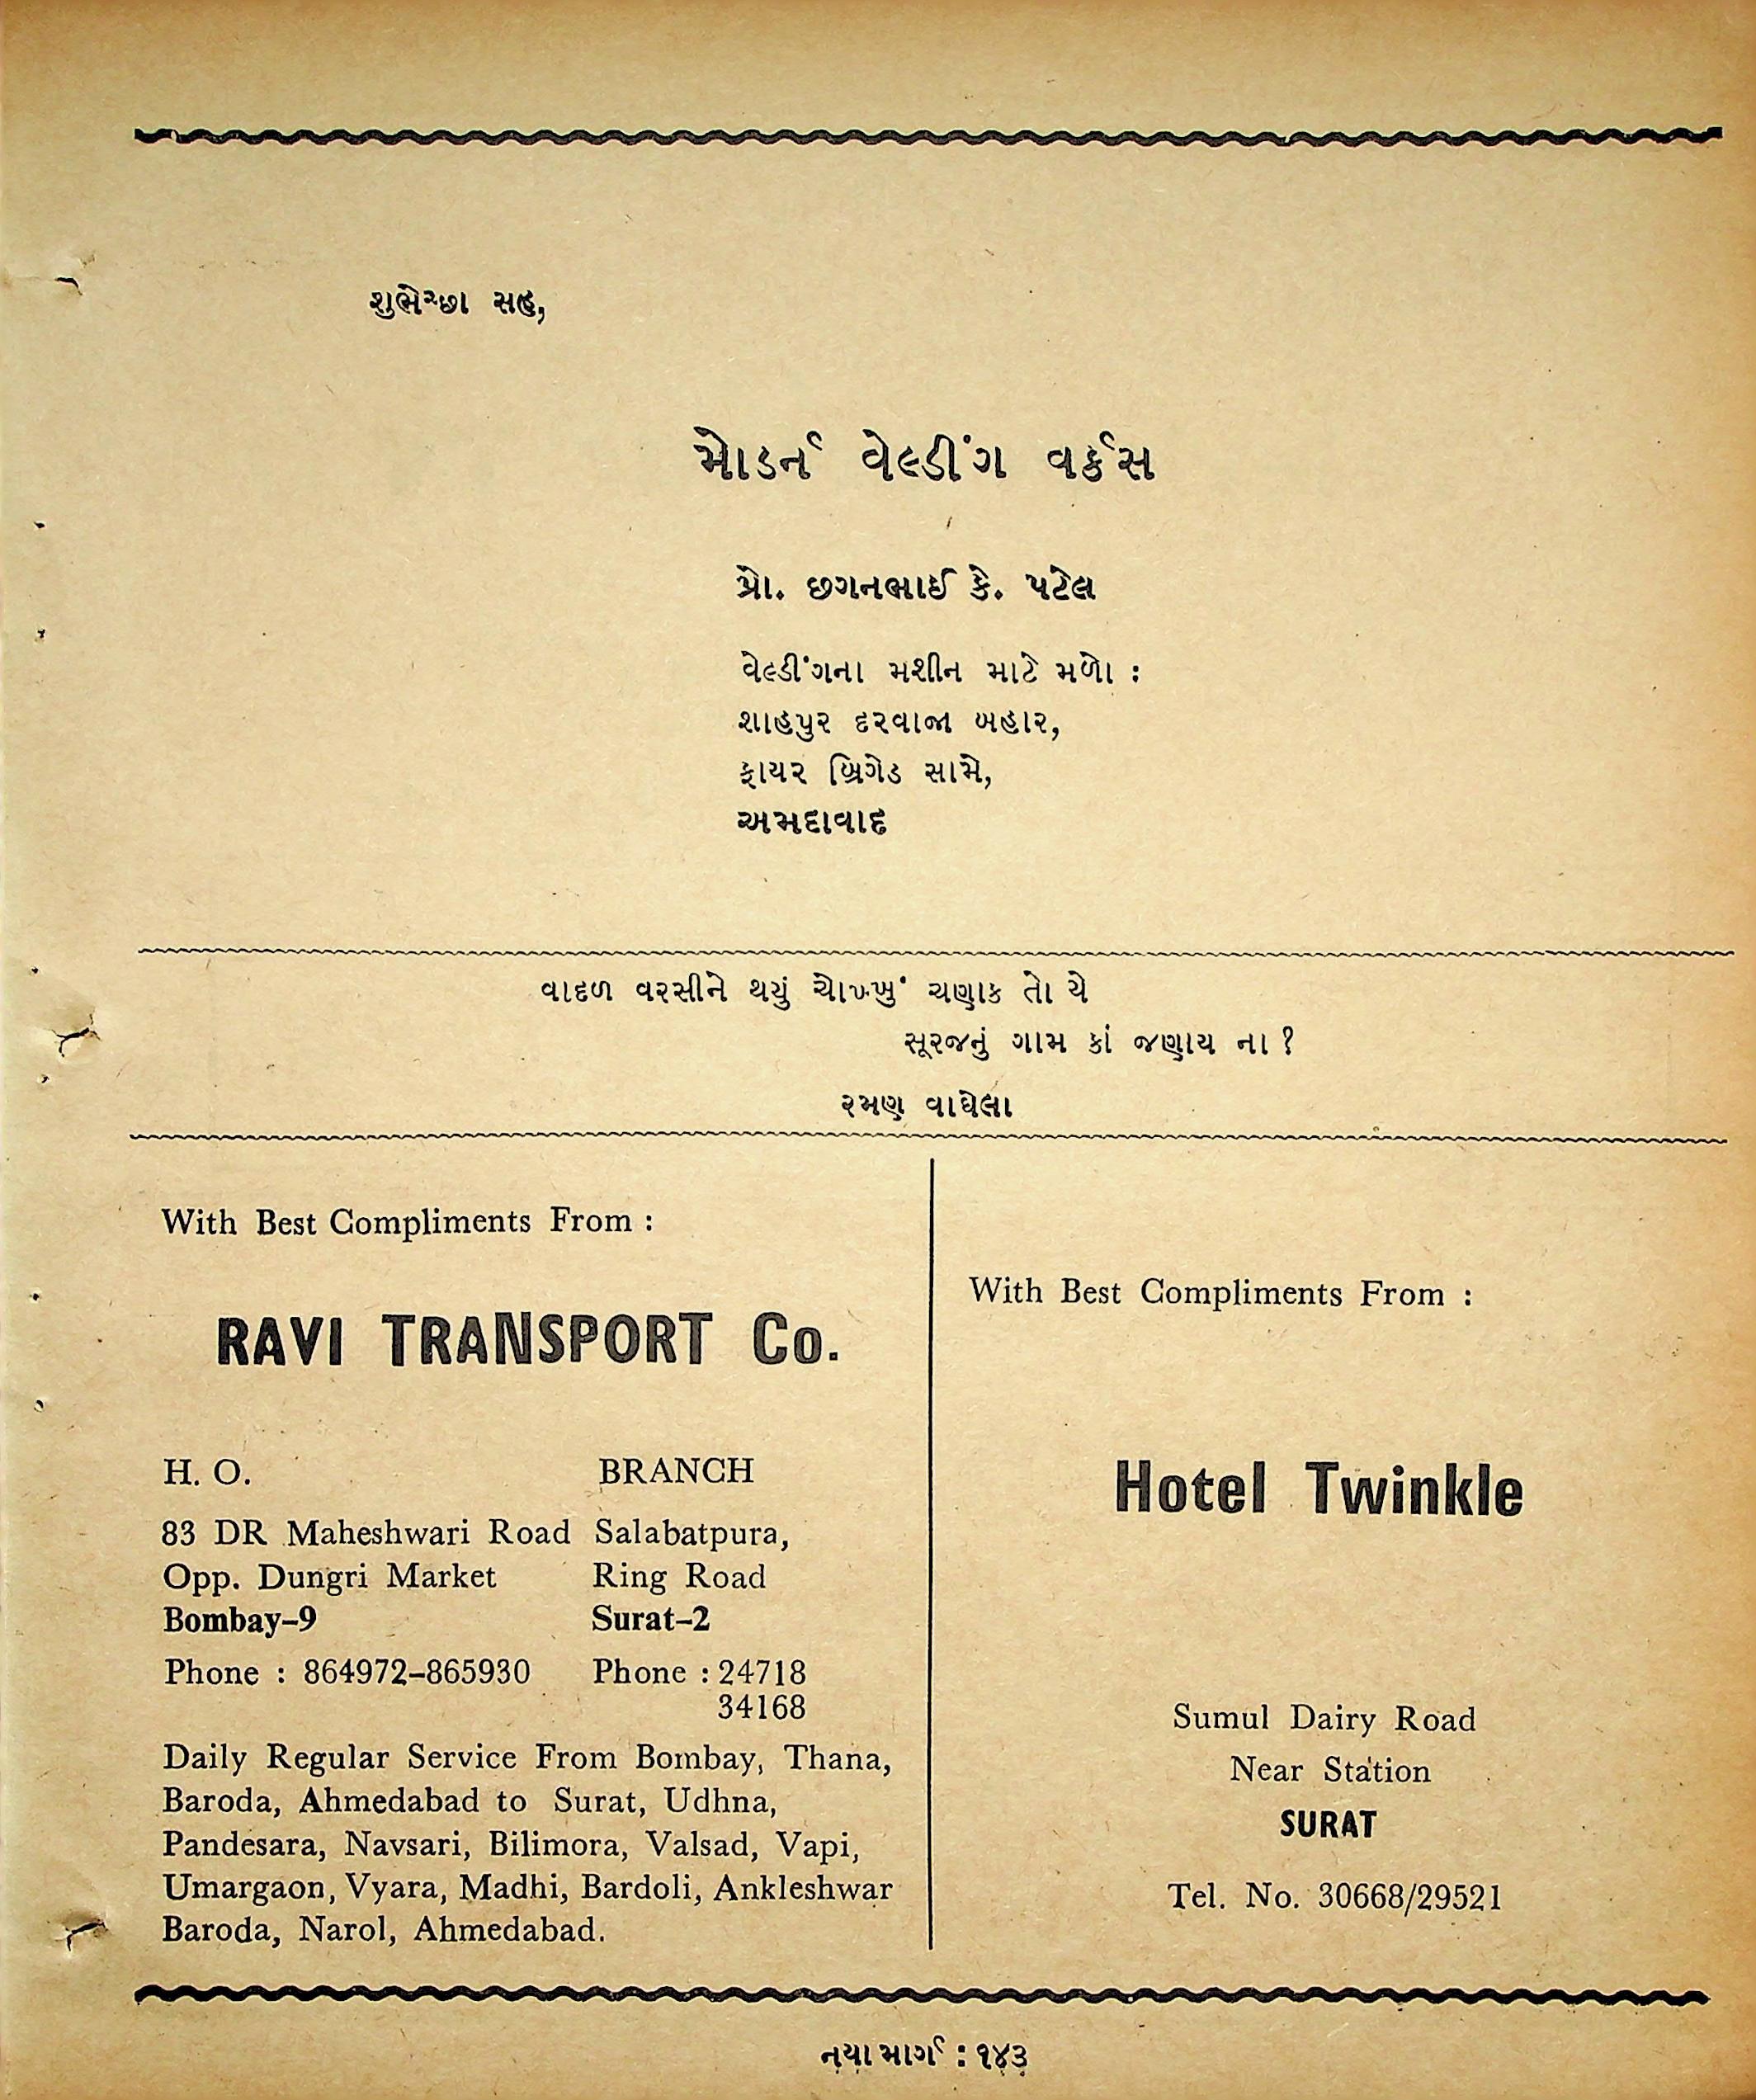 શુભેચ્છા સહ,
મોડર્ન વેલ્ડીંગ વર્કસ
પ્રો. છગનભાઈ કે. પટેલ
વેલ્ડીંગના મશીન માટે મળો :
શાહપુર દરવાજા બહાર,
ફાયર બ્રિગેડ સામે,
અમદાવાદ
વાદળ વરસીને થયું ચોખ્ખું ચણાક તો યે
સૂરજનું ગામ કાં જણાય ના ?
રમણ વાઘેલા
With Best Compliments From :
RAVI TRANSPORT Co.
H. O.
83 DR Maheshwari Road
Opp. Dungri Market
Bombay-9
Phone : 864972-865930
BRANCH
Salabatpura,
Ring Road
Surat-2
Phone : 24718
34168
Daily Regular Service From Bombay, Thana,
Baroda, Ahmedabad to Surat, Udhna,
Pandesara, Navsari, Bilimora, Valsad, Vapi,
Umargaon, Vyara, Madhi, Bardoli, Ankleshwar
Baroda, Narol, Ahmedabad.
With Best Compliments From :
Hotel Twinkle
Sumul Dairy Road
Near Station
SURAT
Tel. No. 30668/29521
નયા માર્ગ : ૧૪૩